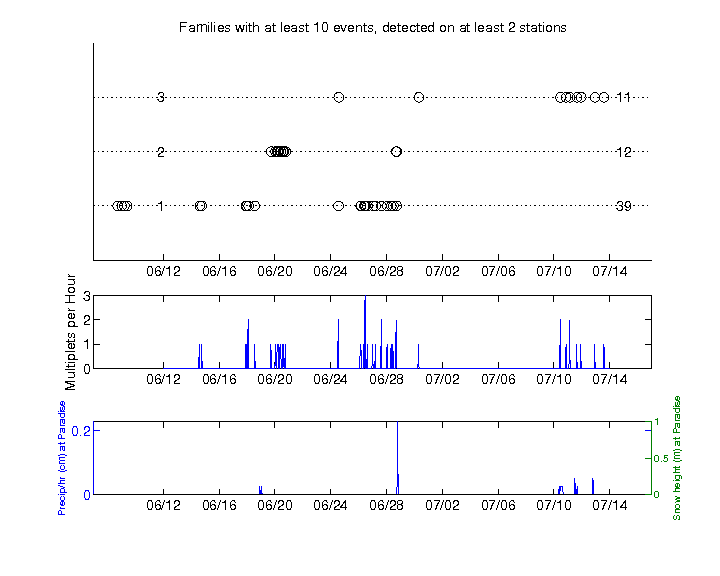 Families with at least 10 events, detected on at least 2 stations
3 11
2 12
1 39
06/12 06/16 06/20 06/24 06/28 07/02 07/06 07/10 07/14
Multiplets per Hour
3
2
1
0
06/12 06/16 06/20 06/24 06/28 07/02 07/06 07/10 07/14
Precip/hr (cm) at Paradise
0.2
0
1
0.5
0
Snow height (m) at Paradise
06/12 06/16 06/20 06/24 06/28 07/02 07/06 07/10 07/14